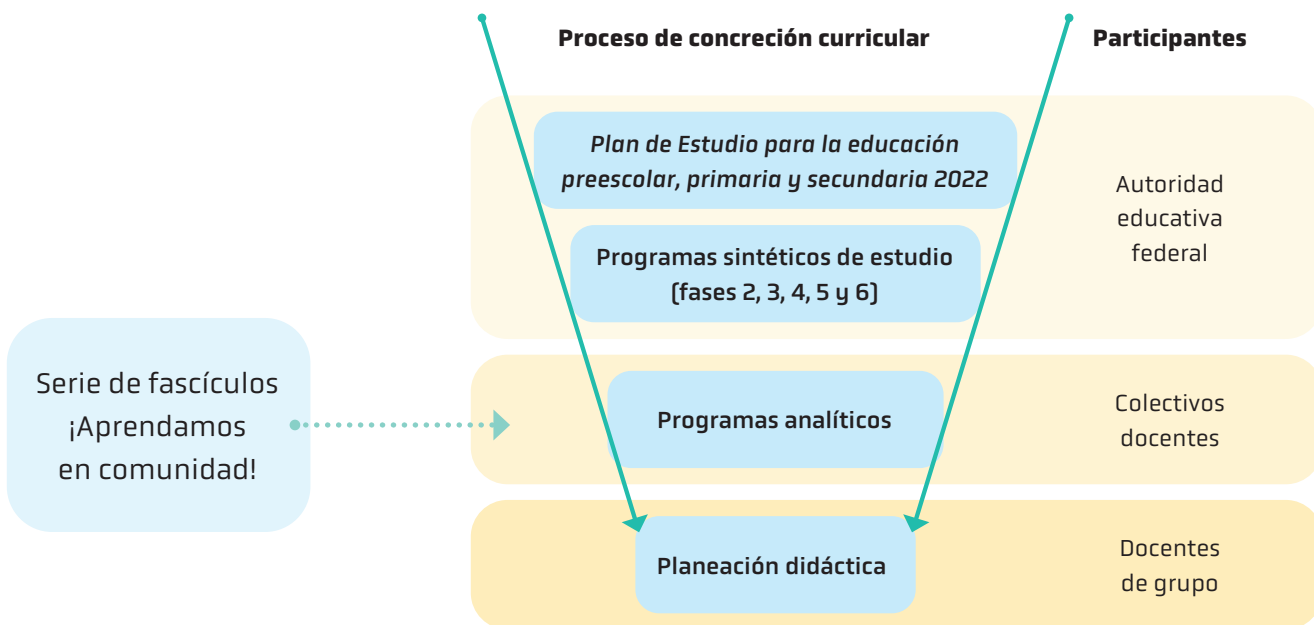 Proceso de concreción curricular
Participantes
Plan de Estudio para la educación
preescolar, primaria y secundaria 2022
Programas sintéticos de estudio
(fases 2, 3, 4, 5 y 6)
Autoridad
educativa
federal
Serie de fascículos
¡Aprendamos
en comunidad!
Programas analíticos
Colectivos
docentes
Planeación didáctica
Docentes
de grupo